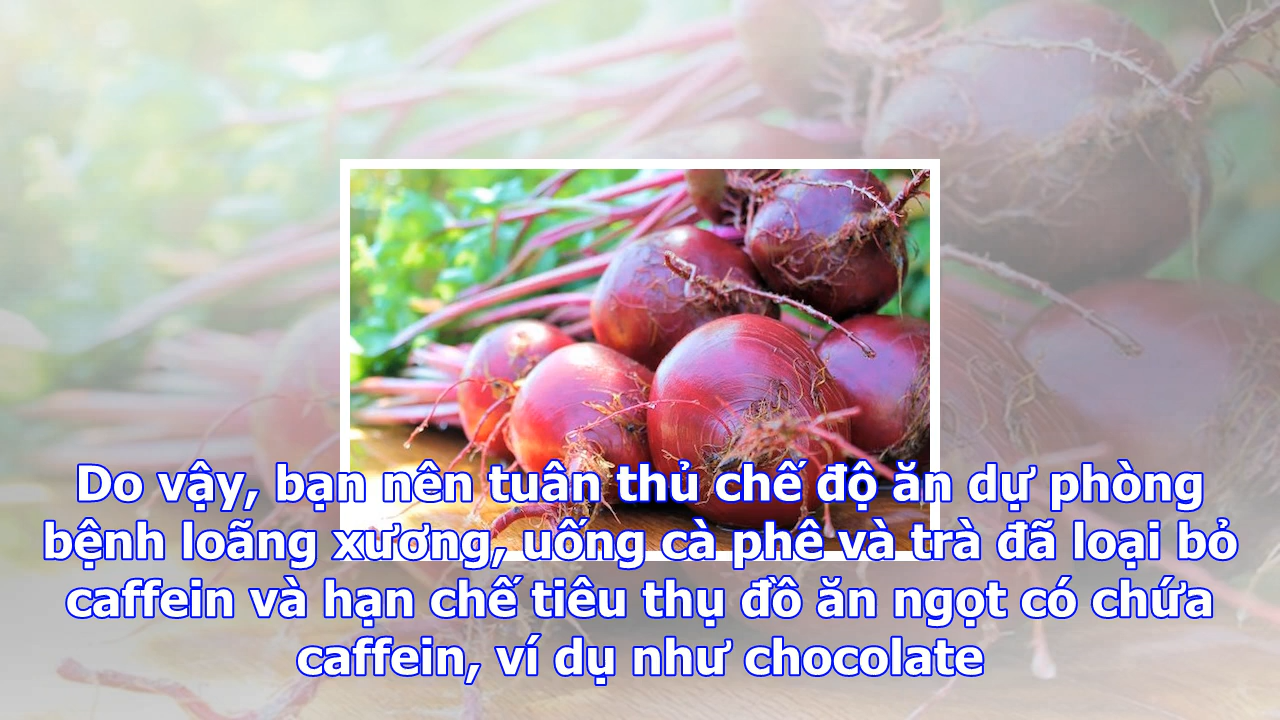 Do vậy, bạn nên tuân thủ chế độ ăn dự phòng
bệnh loãng xương, uống cà phê và trà đã loại bỏ
caffein và hạn chế tiêu thụ đồ ăn ngọt có chứa
caffein, ví dụ như chocolate